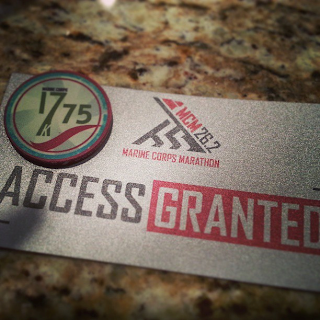 1775
MCM 26.2
MARINE CORPS MARATHON
ACCESS GRANTED